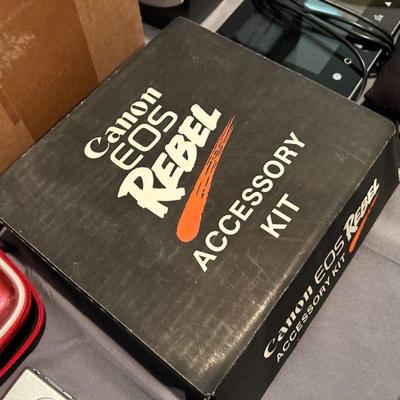 Canon
EOS
REBEL
ACCESSORY
KIT
Canon EOS REBEL
ACCESSORY KIT